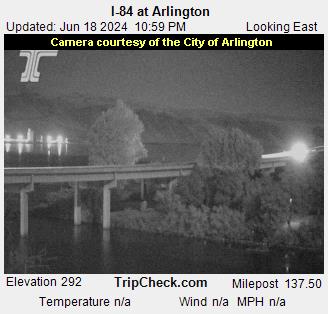 I-84 at Arlington
Updated: Jun 18 2024 10:59 PM Looking East
Camera courtesy of the City of Arlington
Elevation 292 TripCheck.com Milepost 137.50
Temperature n/a Wind n/a MPH n/a